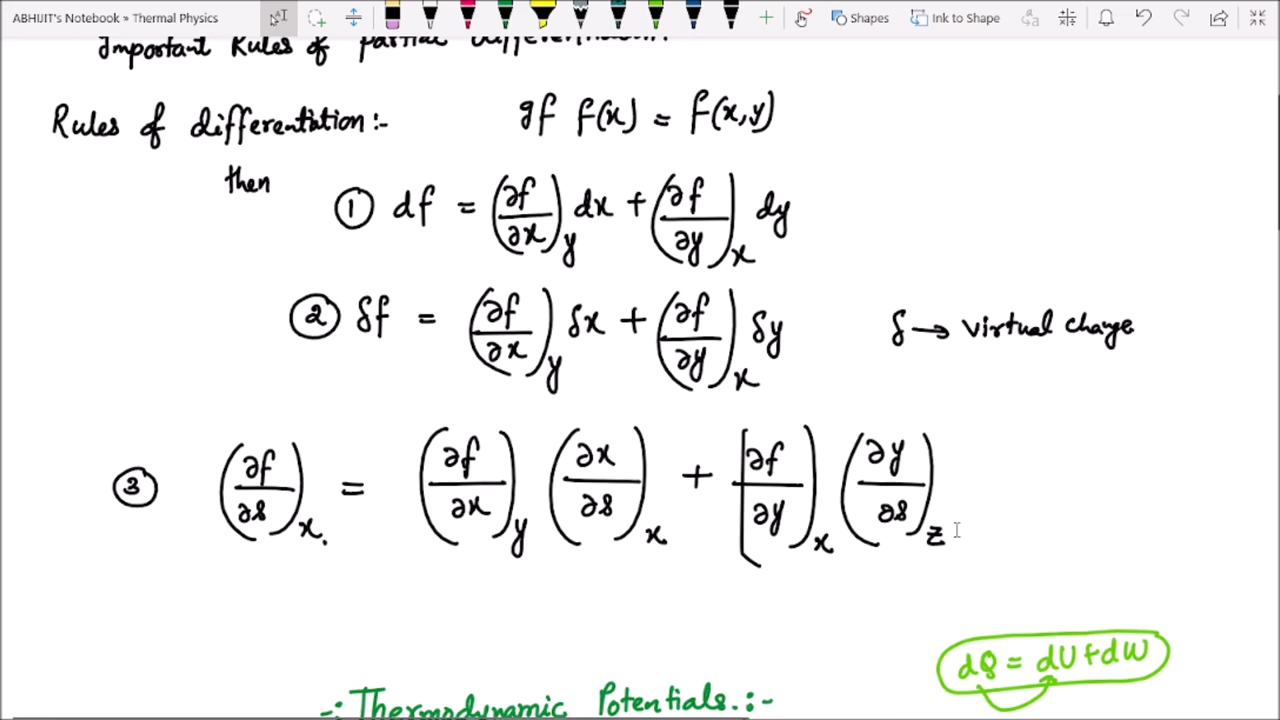 ABHIJIT's Notebook » Thermal Physics
Shapes
Ink to Shape
Important Rules of partial Differentiation.
Rules of differentiation:- gf f(x) = f(x,y)
then
① df = (∂f/∂x)_y dx + (∂f/∂y)_x dy
② δf = (∂f/∂x)_y δx + (∂f/∂y)_x δy δ → virtual change
③ (∂f/∂s)_x. = (∂f/∂x)_y (∂x/∂s)_x + (∂f/∂y)_x (∂y/∂s)_z
dQ = dU + dW
-: Thermodynamic Potentials.:-